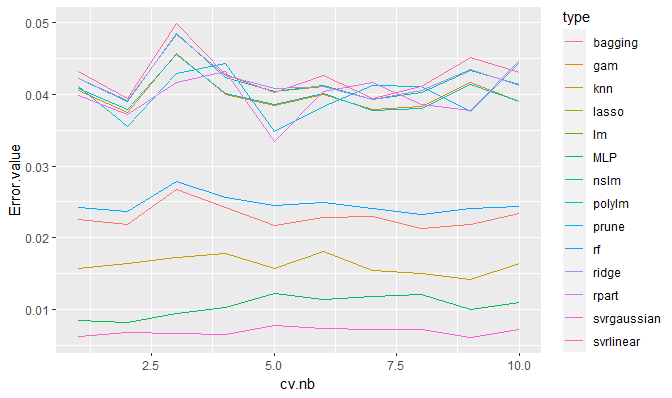 0.05
0.04
0.03
0.02
0.01
Error.value
2.5
5.0
7.5
10.0
cv.nb
type
bagging
gam
knn
lasso
lm
MLP
nslm
polylm
prune
rf
ridge
rpart
svrgaussian
svrlinear